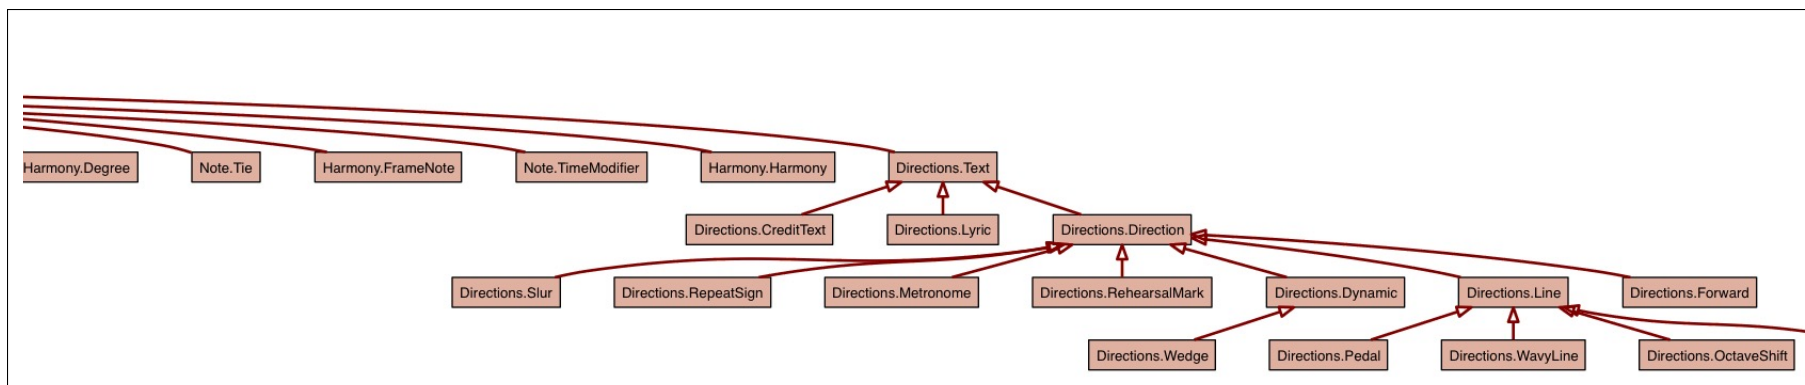 Harmony.Degree
Note.Tie
Harmony.FrameNote
Note.TimeModifier
Harmony.Harmony
Directions.Text
Directions.CreditText
Directions.Lyric
Directions.Direction
Directions.Slur
Directions.RepeatSign
Directions.Metronome
Directions.RehearsalMark
Directions.Dynamic
Directions.Line
Directions.Forward
Directions.Wedge
Directions.Pedal
Directions.WavyLine
Directions.OctaveShift